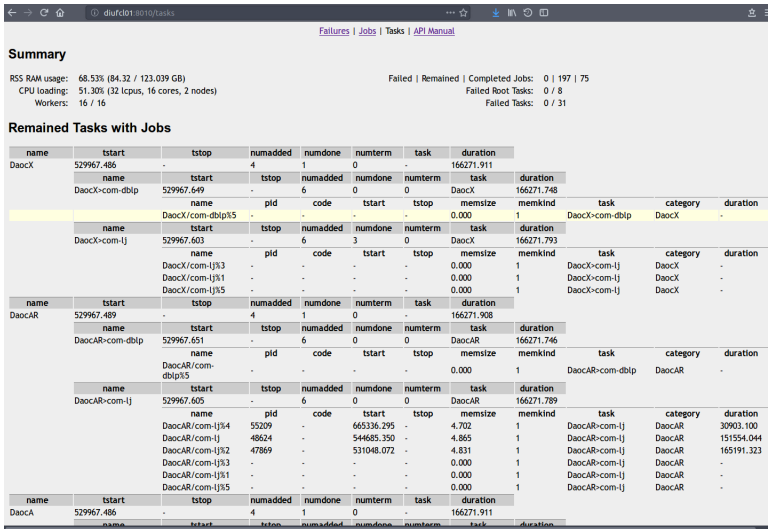 diufcl01:8010/tasks
Failures | Jobs | Tasks | API Manual
Summary
RSS RAM usage: 68.53% (84.32 / 123.039 GB) Failed | Remained | Completed Jobs: 0 | 197 | 75
CPU loading: 51.30% (32 lcpus, 16 cores, 2 nodes) Failed Root Tasks: 0 / 8
Workers: 16 / 16 Failed Tasks: 0 / 31
Remained Tasks with Jobs
name tstart tstop numadded numdone numterm task duration
DaocX 529967.486 - 4 1 0 - 166271.911
name tstart tstop numadded numdone numterm task duration
DaocX>com-dblp 529967.649 - 6 0 0 DaocX 166271.748
name pid code tstart tstop memsize memkind task category duration
DaocX/com-dblp%5 - - - - 0.000 1 DaocX>com-dblp DaocX -
name tstart tstop numadded numdone numterm task duration
DaocX>com-lj 529967.603 - 6 3 0 DaocX 166271.793
name pid code tstart tstop memsize memkind task category duration
DaocX/com-lj%3 - - - - 0.000 1 DaocX>com-lj DaocX -
DaocX/com-lj%1 - - - - 0.000 1 DaocX>com-lj DaocX -
DaocX/com-lj%5 - - - - 0.000 1 DaocX>com-lj DaocX -
name tstart tstop numadded numdone numterm task duration
DaocAR 529967.489 - 4 1 0 - 166271.908
name tstart tstop numadded numdone numterm task duration
DaocAR>com-dblp 529967.651 - 6 0 0 DaocAR 166271.746
name pid code tstart tstop memsize memkind task category duration
DaocAR/com-
dblp%5 - - - - 0.000 1 DaocAR>com-dblp DaocAR -
name tstart tstop numadded numdone numterm task duration
DaocAR>com-lj 529967.605 - 6 0 0 DaocAR 166271.789
name pid code tstart tstop memsize memkind task category duration
DaocAR/com-lj%4 55209 - 665336.295 - 4.702 1 DaocAR>com-lj DaocAR 30903.100
DaocAR/com-lj 48624 - 544685.350 - 4.865 1 DaocAR>com-lj DaocAR 151554.044
DaocAR/com-lj%2 47869 - 531048.072 - 4.831 1 DaocAR>com-lj DaocAR 165191.323
DaocAR/com-lj%3 - - - - 0.000 1 DaocAR>com-lj DaocAR -
DaocAR/com-lj%1 - - - - 0.000 1 DaocAR>com-lj DaocAR -
DaocAR/com-lj%5 - - - - 0.000 1 DaocAR>com-lj DaocAR -
name tstart tstop numadded numdone numterm task duration
DaocA 529967.486 - 4 1 0 - 166271.911
name tstart tstop numadded numdone numterm task duration